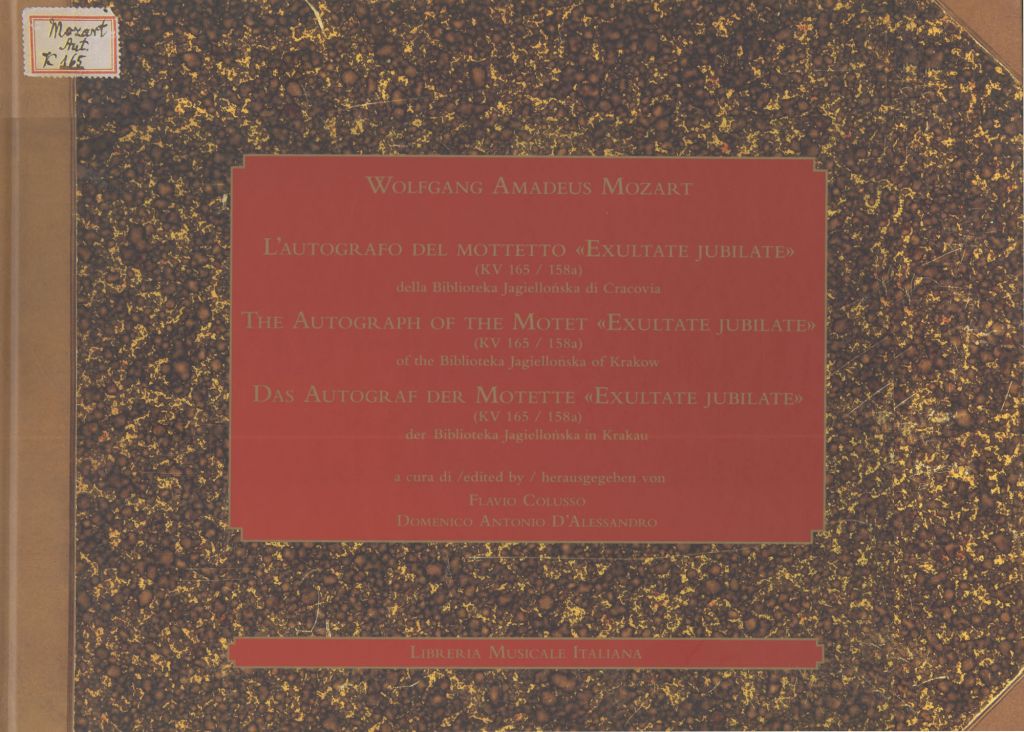 Mozart
Aut.
K 165
WOLFGANG AMADEUS MOZART
L'AUTOGRAFO DEL MOTTETTO «EXULTATE JUBILATE»
(KV 165 / 158a)
della Biblioteka Jagiellońska di Cracovia
THE AUTOGRAPH OF THE MOTET «EXULTATE JUBILATE»
(KV 165 / 158a)
of the Biblioteka Jagiellońska of Krakow
DAS AUTOGRAF DER MOTETTE «EXULTATE JUBILATE»
(KV 165 / 158a)
der Biblioteka Jagiellońska in Krakau
a cura di /edited by / herausgegeben von
FLAVIO COLUSSO
DOMENICO ANTONIO D'ALESSANDRO
LIBRERIA MUSICALE ITALIANA